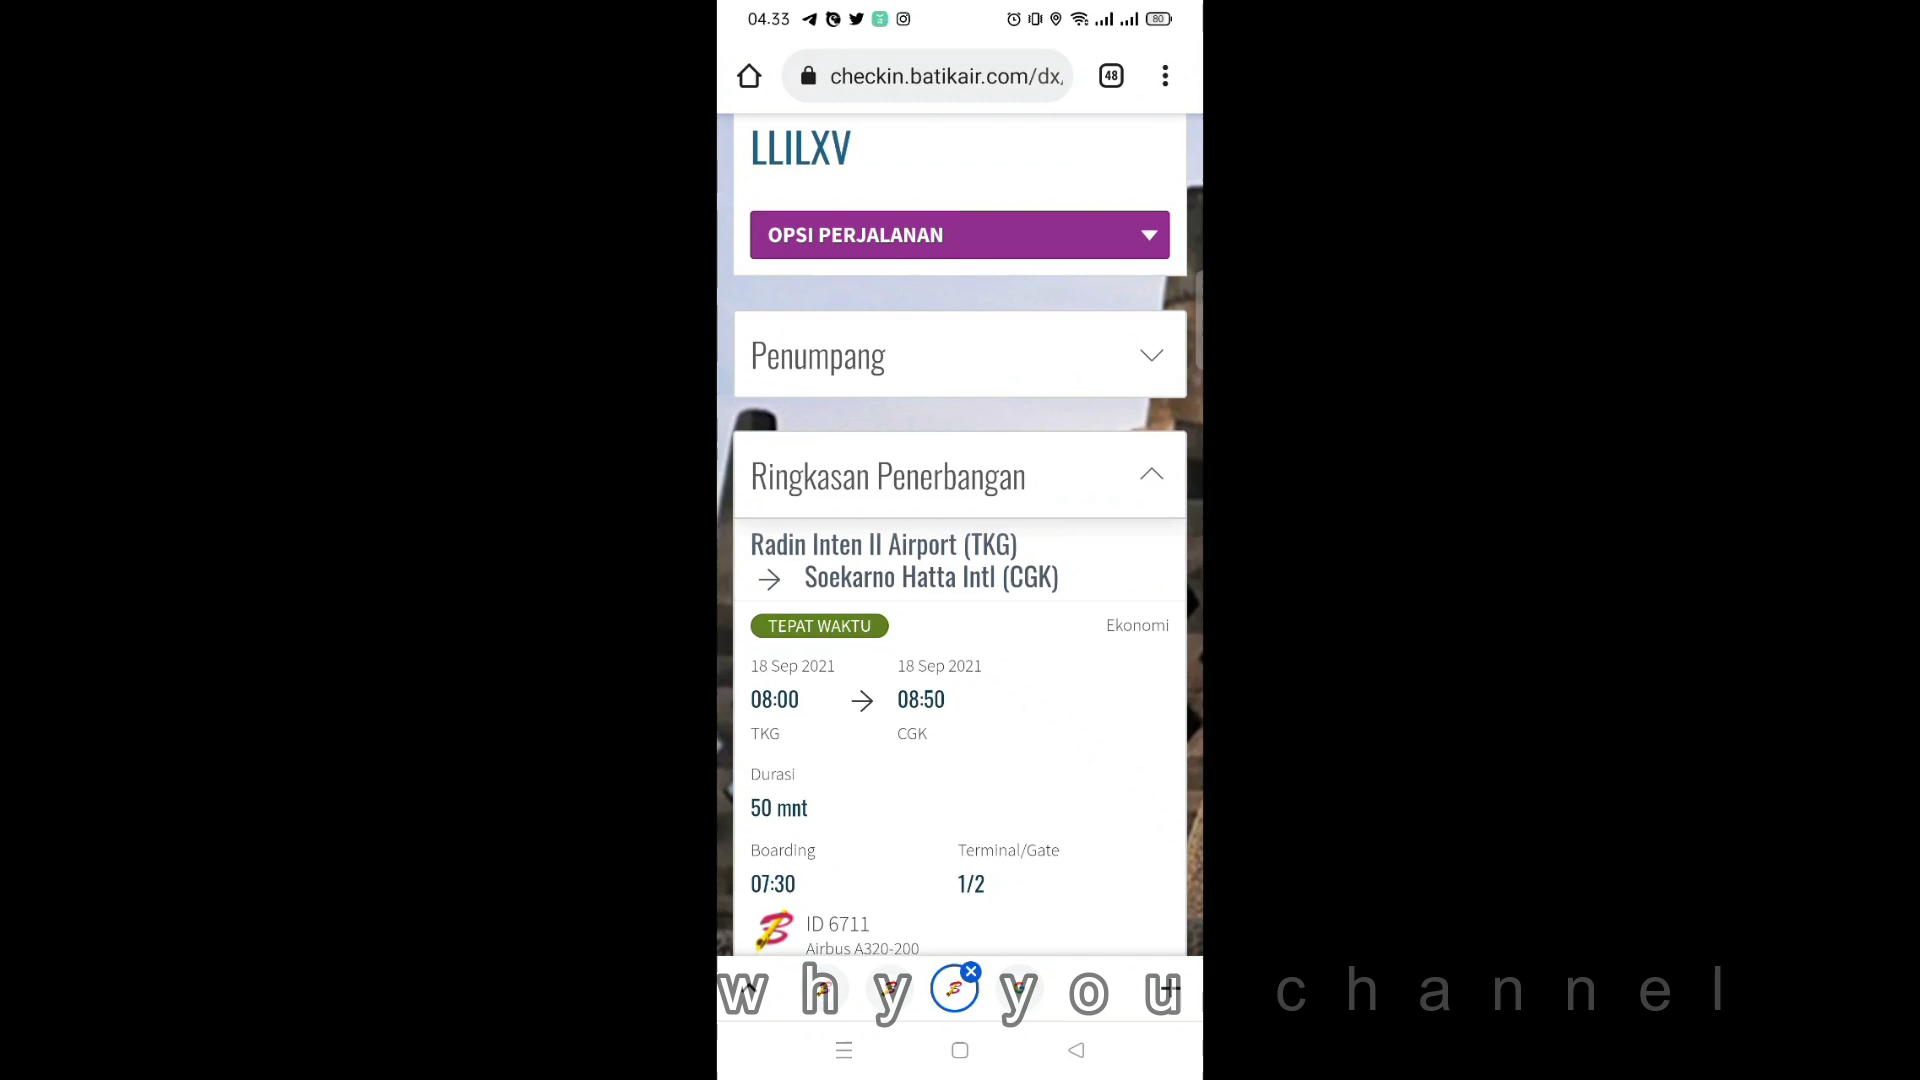 04.33
80
checkin.batikair.com/dx
48
LLILXV
OPSI PERJALANAN
Penumpang
Ringkasan Penerbangan
Radin Inten II Airport (TKG)
→ Soekarno Hatta Intl (CGK)
TEPAT WAKTU
Ekonomi
18 Sep 2021
18 Sep 2021
08:00 → 08:50
TKG
CGK
Durasi
50 mnt
Boarding
Terminal/Gate
07:30
1/2
ID 6711
Airbus A320-200
why you channel